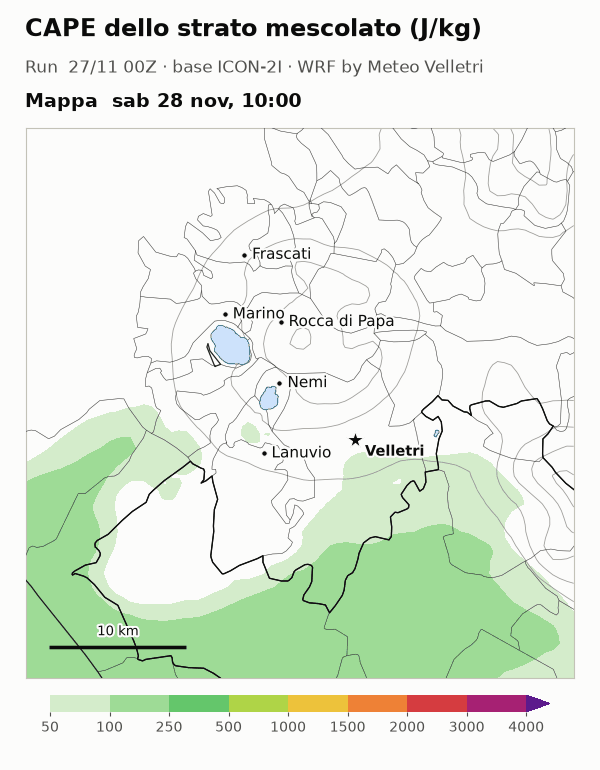 CAPE dello strato mescolato (J/kg)
Run  27/11 00Z · base ICON-2I · WRF by Meteo Velletri
Mappa  sab 28 nov, 10:00
Frascati
Marino
Rocca di Papa
Nemi
Velletri
Lanuvio
10 km
50 100 250 500 1000 1500 2000 3000 4000